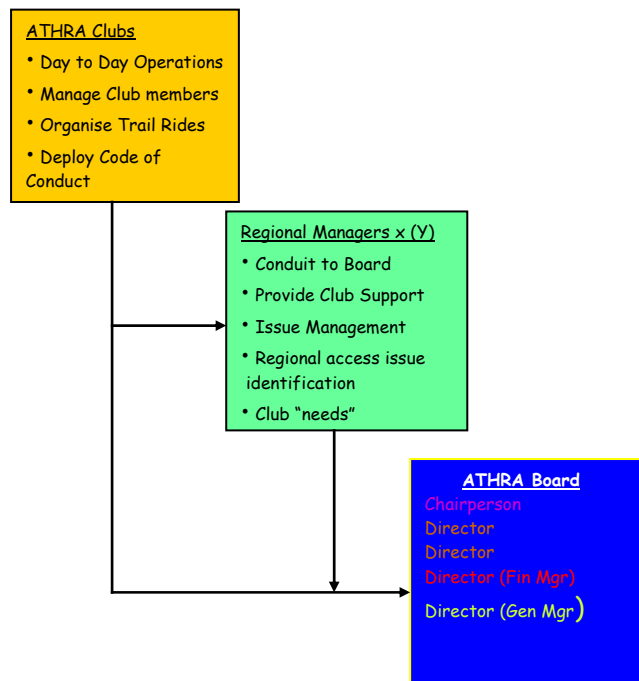 ATHRA Clubs
• Day to Day Operations
• Manage Club members
• Organise Trail Rides
• Deploy Code of
Conduct
Regional Managers x (Y)
• Conduit to Board
• Provide Club Support
• Issue Management
• Regional access issue
identification
• Club “needs”
ATHRA Board
Chairperson
Director
Director
Director (Fin Mgr)
Director (Gen Mgr)